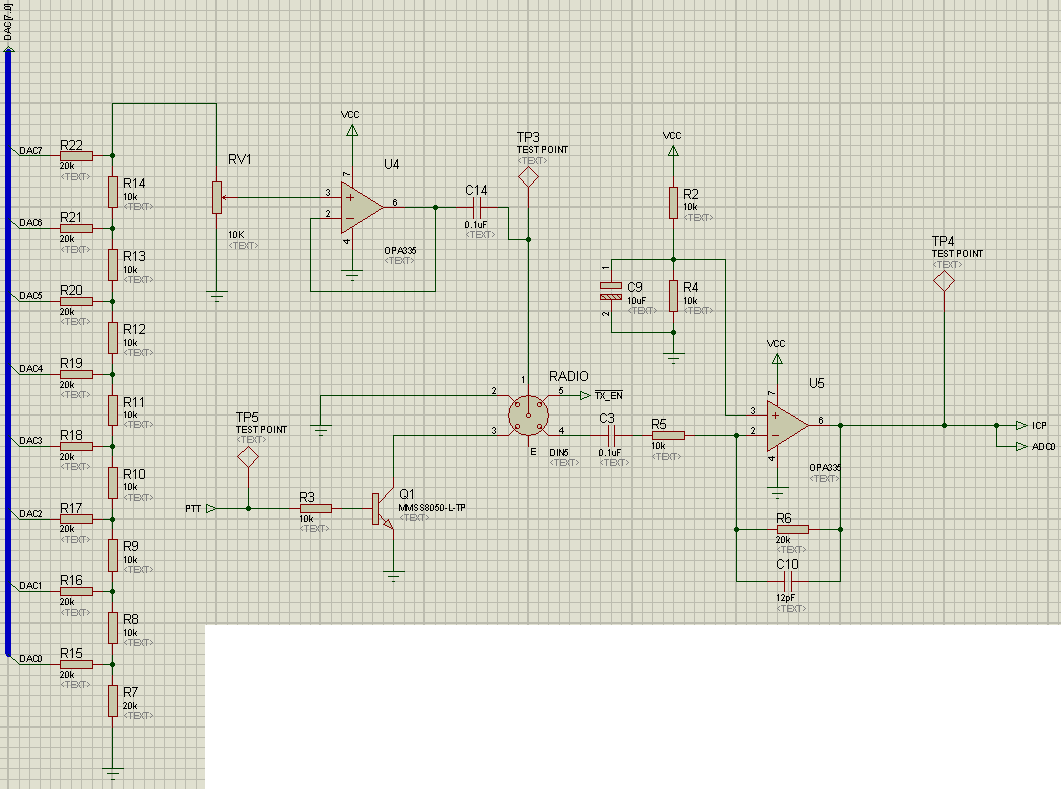 DAC[7..0]
DAC7
R22
20k
<TEXT>
R14
10k
<TEXT>
DAC6
R21
20k
<TEXT>
R13
10k
<TEXT>
DAC5
R20
20k
<TEXT>
R12
10k
<TEXT>
DAC4
R19
20k
<TEXT>
R11
10k
<TEXT>
DAC3
R18
20k
<TEXT>
R10
10k
<TEXT>
DAC2
R17
20k
<TEXT>
R9
10k
<TEXT>
DAC1
R16
20k
<TEXT>
R8
10k
<TEXT>
DAC0
R15
20k
<TEXT>
R7
20k
<TEXT>
RV1
10K
<TEXT>
VCC
U4
7
3
2
6
4
OPA335
<TEXT>
C14
0.1uF
<TEXT>
TP3
TEST POINT
<TEXT>
VCC
R2
10k
<TEXT>
1
C9
10uF
<TEXT>
2
R4
10k
<TEXT>
RADIO
1
2
5
TX_EN
3
4
E
DIN5
<TEXT>
C3
0.1uF
<TEXT>
R5
10k
<TEXT>
TP5
TEST POINT
<TEXT>
PTT
R3
10k
<TEXT>
Q1
MMSS8050-L-TP
<TEXT>
VCC
U5
7
3
2
6
4
OPA335
<TEXT>
R6
20k
<TEXT>
C10
12pF
<TEXT>
TP4
TEST POINT
<TEXT>
ICP
ADC0